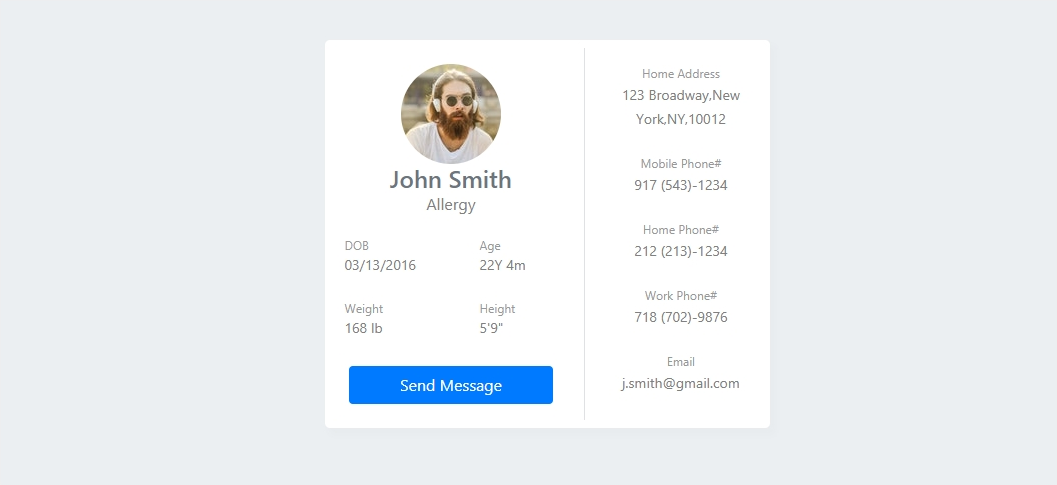 John Smith
Allergy
DOB
03/13/2016
Age
22Y 4m
Weight
168 lb
Height
5'9"
Send Message
Home Address
123 Broadway,New
York,NY,10012
Mobile Phone#
917 (543)-1234
Home Phone#
212 (213)-1234
Work Phone#
718 (702)-9876
Email
j.smith@gmail.com